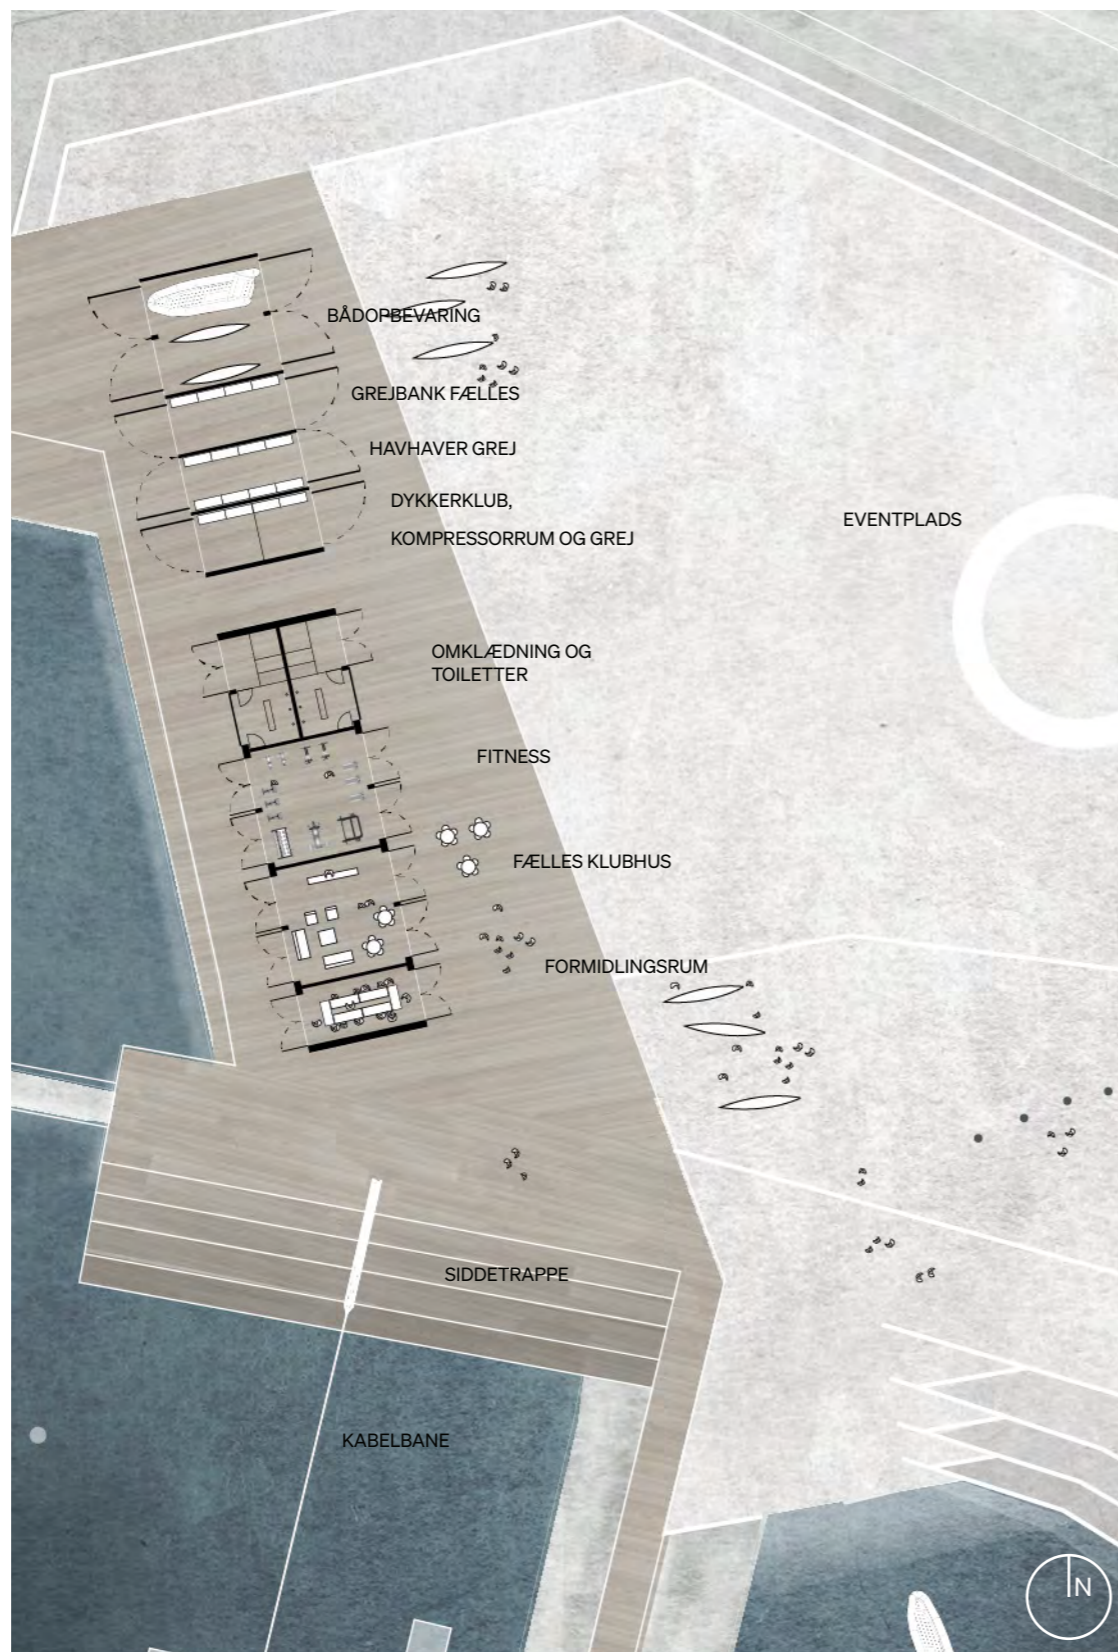 BÅDOPBEVARING
GREJBANK FÆLLES
HAVHAVER GREJ
DYKKERKLUB,
KOMPRESSORRUM OG GREJ
EVENTPLADS
OMKLÆDNING OG
TOILETTER
FITNESS
FÆLLES KLUBHUS
FORMIDLINGSRUM
SIDDETRAPPE
KABELBANE
N